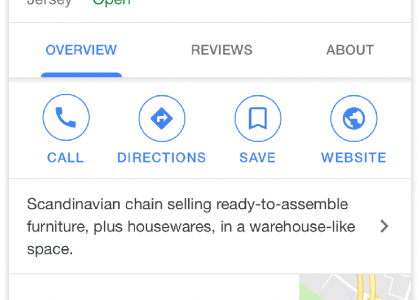 Jersey Open
OVERVIEW REVIEWS ABOUT
CALL DIRECTIONS SAVE WEBSITE
Scandinavian chain selling ready-to-assemble
furniture, plus housewares, in a warehouse-like
space.